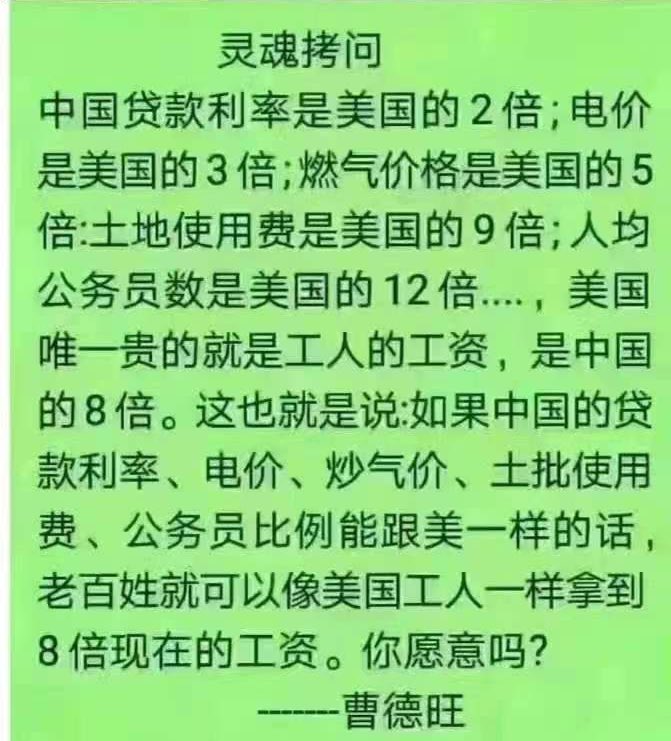 灵魂拷问
中国贷款利率是美国的2倍;电价
是美国的3倍;燃气价格是美国的5
倍:土地使用费是美国的9倍;人均
公务员数是美国的12倍....，美国
唯一贵的就是工人的工资，是中国
的8倍。这也就是说:如果中国的贷
款利率、电价、炒气价、土批使用
费、公务员比例能跟美一样的话，
老百姓就可以像美国工人一样拿到
8倍现在的工资。你愿意吗?
-------曹德旺